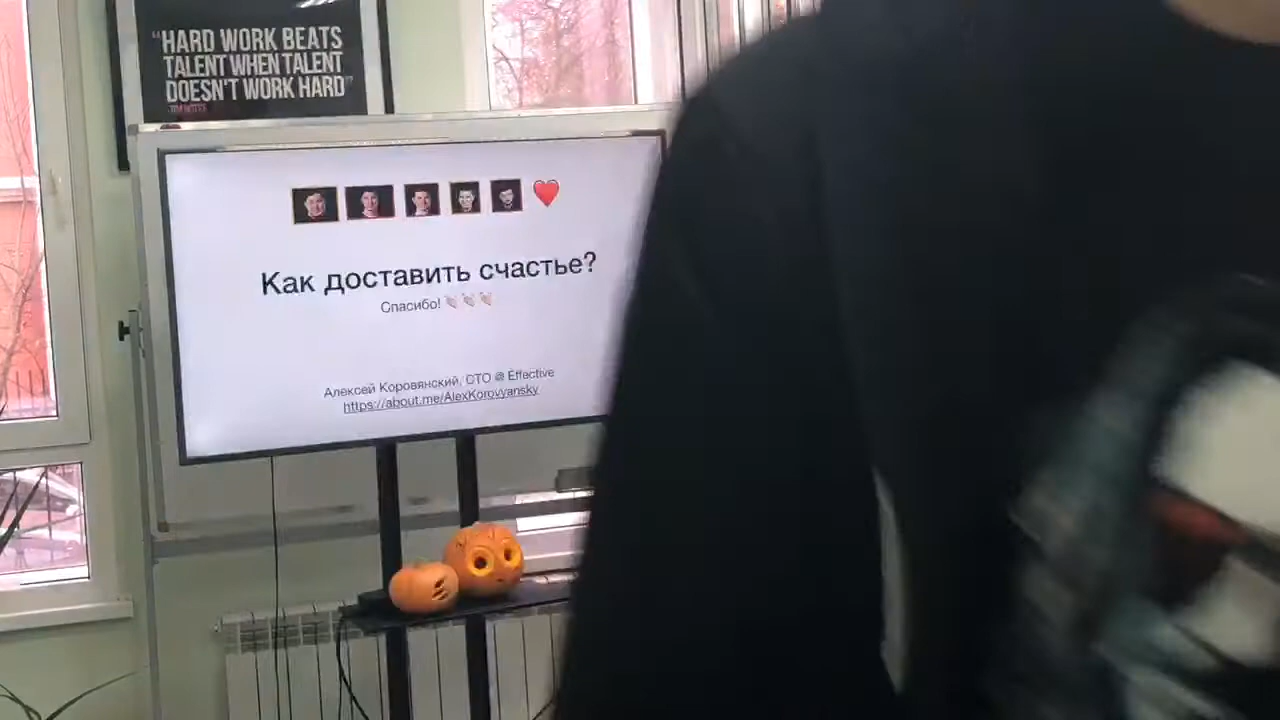 “HARD WORK BEATS
TALENT WHEN TALENT
DOESN'T WORK HARD”
Как доставить счастье?
Спасибо! 👏🏻👏🏻👏🏻
Алексей Коровянский, CTO @ Effective
https://about.me/AlexKorovyansky